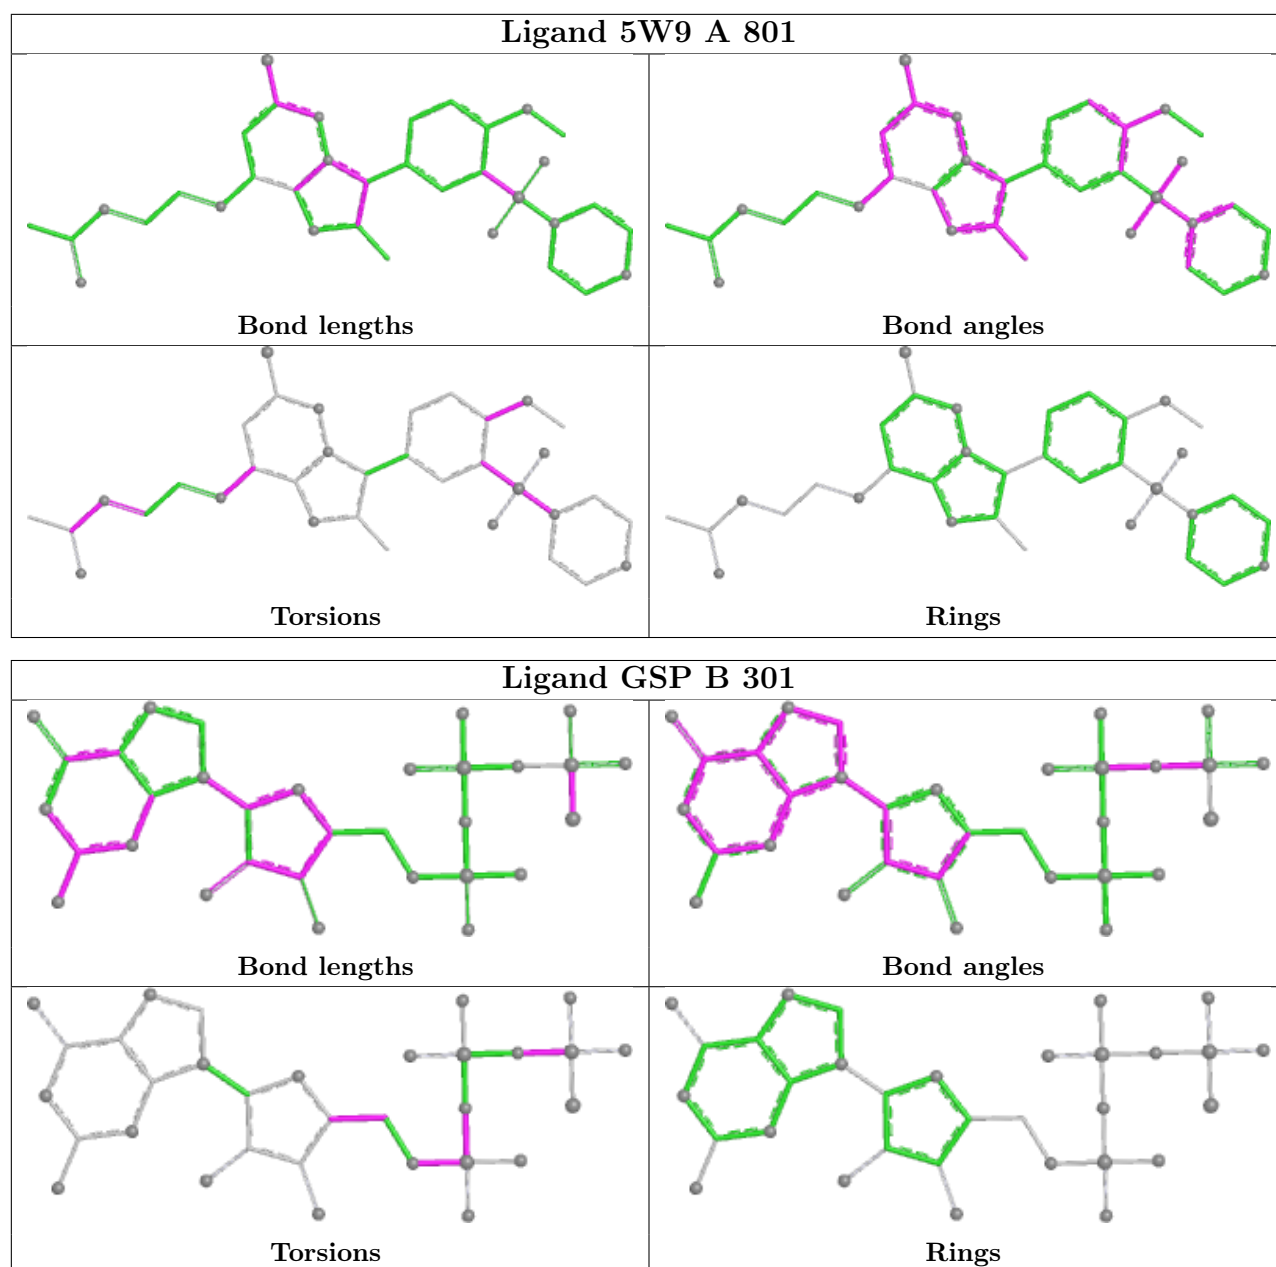 Ligand 5W9 A 801
Bond lengths
Bond angles
Torsions
Rings
Ligand GSP B 301
Bond lengths
Bond angles
Torsions
Rings